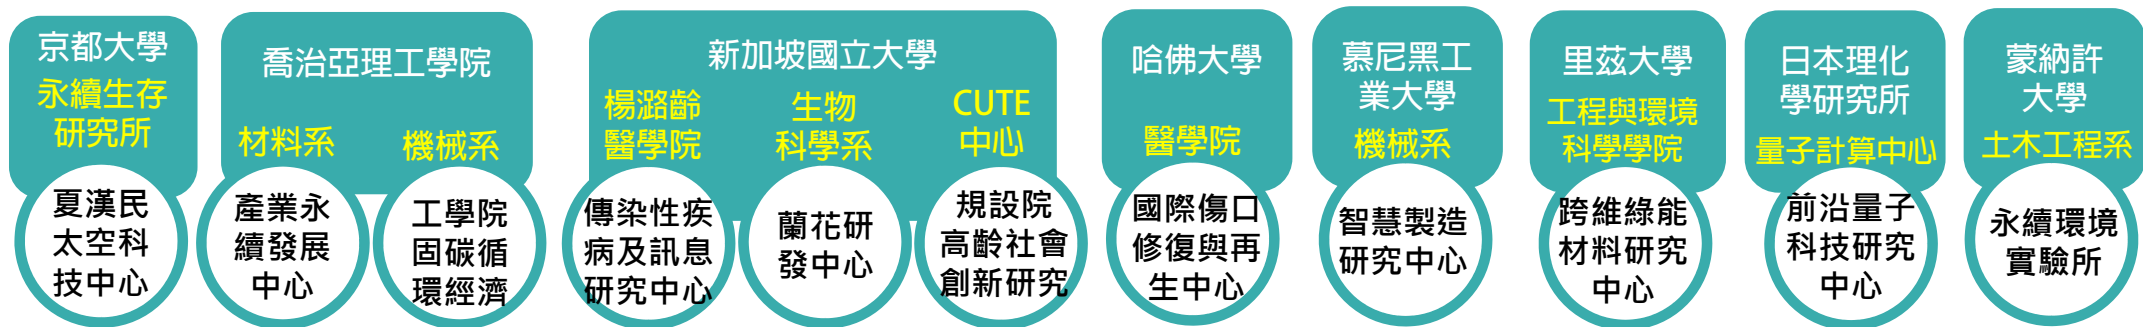 京都大學
永續生存
研究所
夏漢民
太空科
技中心
喬治亞理工學院
材料系
產業永
續發展
中心
機械系
工學院
固碳循
環經濟
新加坡國立大學
楊潞齡
醫學院
傳染性疾
病及訊息
研究中心
生物
科學系
蘭花研
發中心
CUTE
中心
規設院
高齡社會
創新研究
哈佛大學
醫學院
國際傷口
修復與再
生中心
慕尼黑工
業大學
機械系
智慧製造
研究中心
里茲大學
工程與環境
科學學院
跨維綠能
材料研究
中心
日本理化
學研究所
量子計算中心
前沿量子
科技研究
中心
蒙納許
大學
土木工程系
永續環境
實驗所